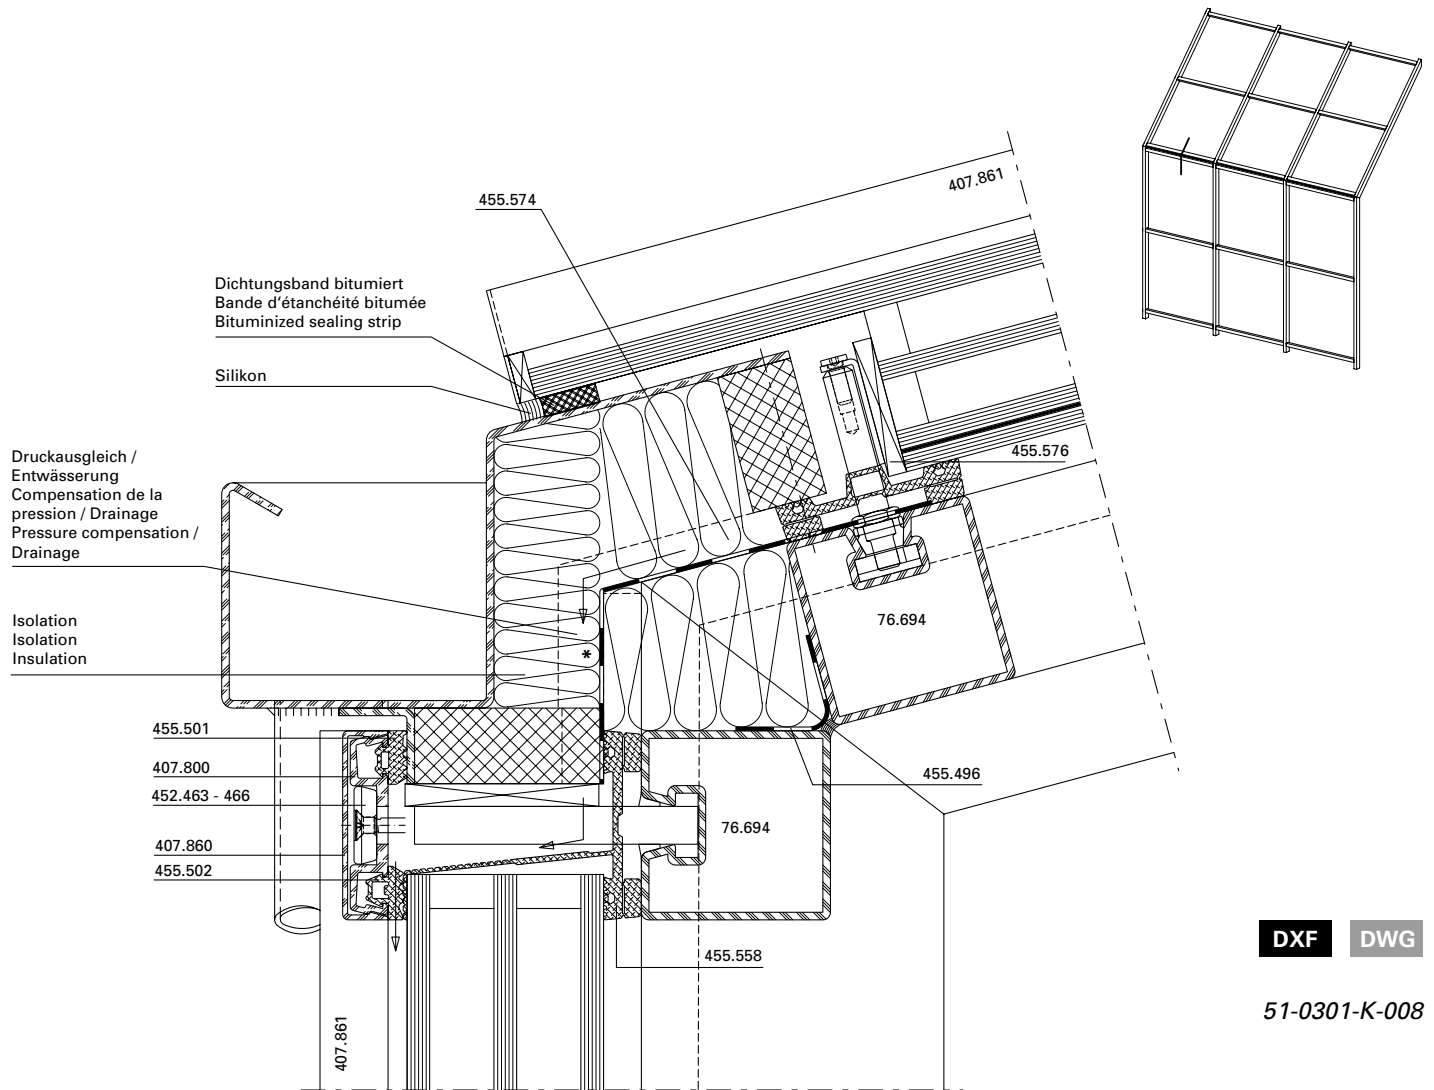 407.861
455.574
Dichtungsband bitumiert
Bande d‘étanchéité bitumée
Bituminized sealing strip
Silikon
Druckausgleich /
Entwässerung
Compensation de la
pression / Drainage
Pressure compensation /
Drainage
455.576
76.694
Isolation
Isolation
Insulation
*
455.501
407.800
452.463 - 466
407.860
455.502
455.496
76.694
455.558
407.861
DXF
DWG
51-0301-K-008